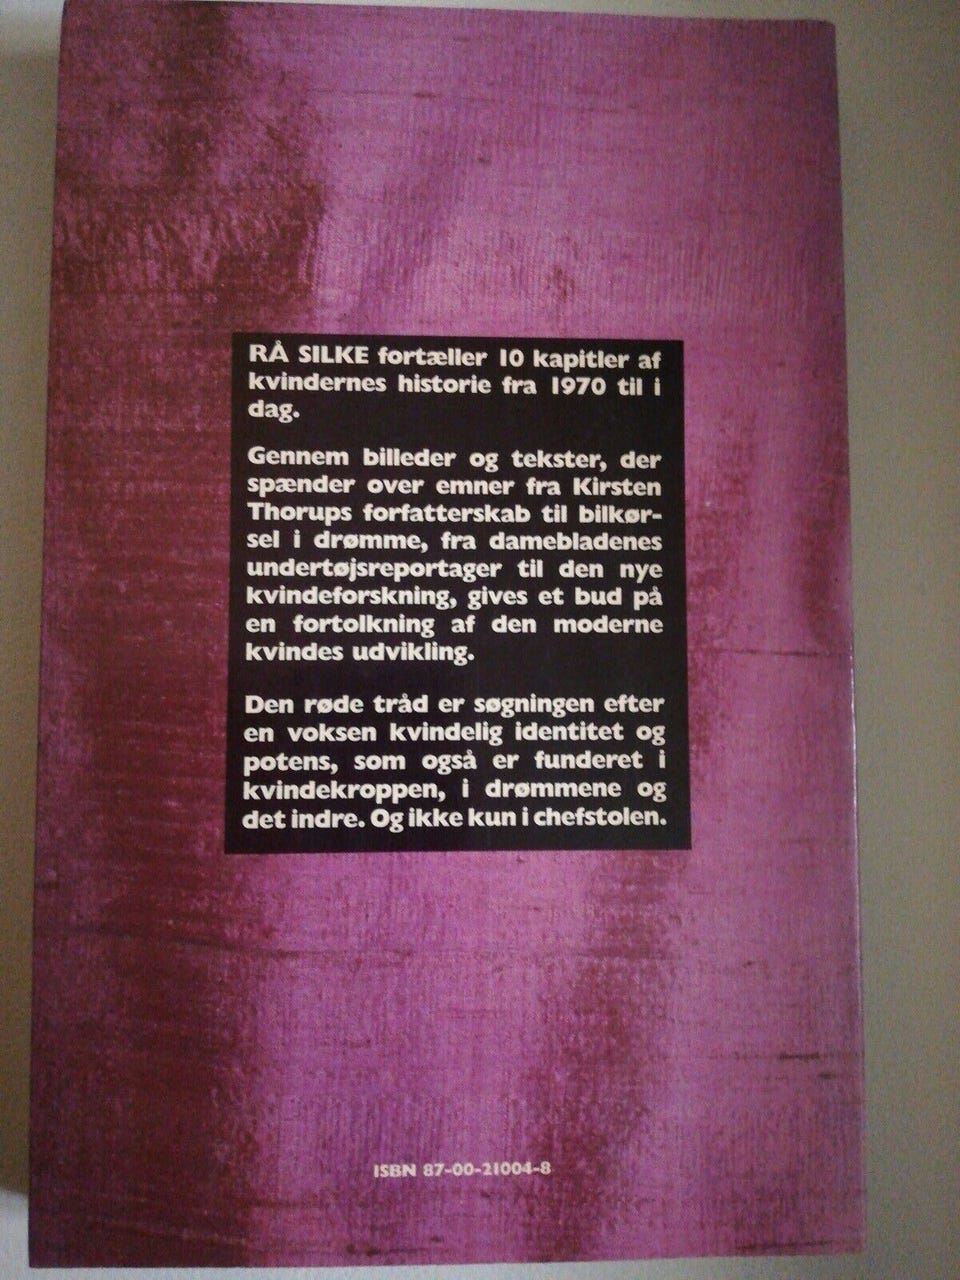 RÅ SILKE fortæller 10 kapitler af
kvindernes historie fra 1970 til i
dag.
Gennem billeder og tekster, der
spænder over emner fra Kirsten
Thorups forfatterskab til bilkør-
sel i drømme, fra damebladenes
undertøjsreportager til den nye
kvindeforskning, gives et bud på
en fortolkning af den moderne
kvindes udvikling.
Den røde tråd er søgningen efter
en voksen kvindelig identitet og
potens, som også er funderet i
kvindekroppen, i drømmene og
det indre. Og ikke kun i chefstolen.
ISBN 87-00-21004-8